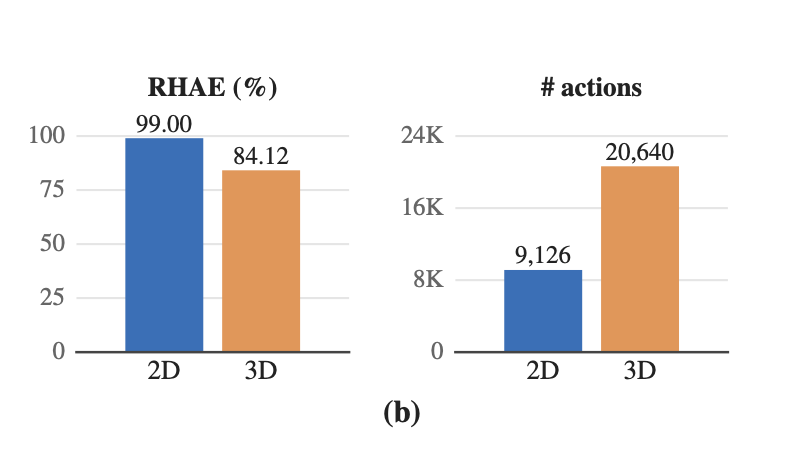 RHAE (%)
100
75
50
25
0
99.00
84.12
2D
3D
# actions
24K
16K
8K
0
9,126
20,640
2D
3D
(b)